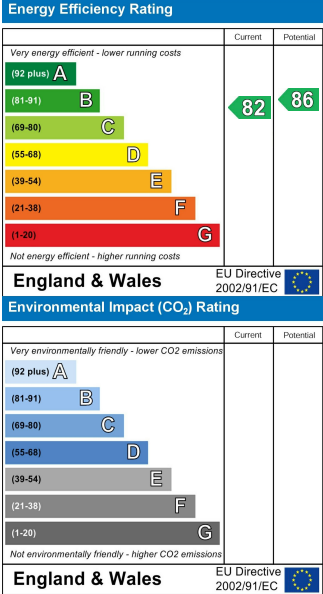 Energy Efficiency Rating
Current Potential
Very energy efficient - lower running costs
(92 plus) A
(81-91) B
82 86
(69-80) C
(55-68) D
(39-54) E
(21-38) F
(1-20) G
Not energy efficient - higher running costs
England & Wales EU Directive 2002/91/EC
Environmental Impact (CO₂) Rating
Current Potential
Very environmentally friendly - lower CO2 emissions
(92 plus) A
(81-91) B
(69-80) C
(55-68) D
(39-54) E
(21-38) F
(1-20) G
Not environmentally friendly - higher CO2 emissions
England & Wales EU Directive 2002/91/EC